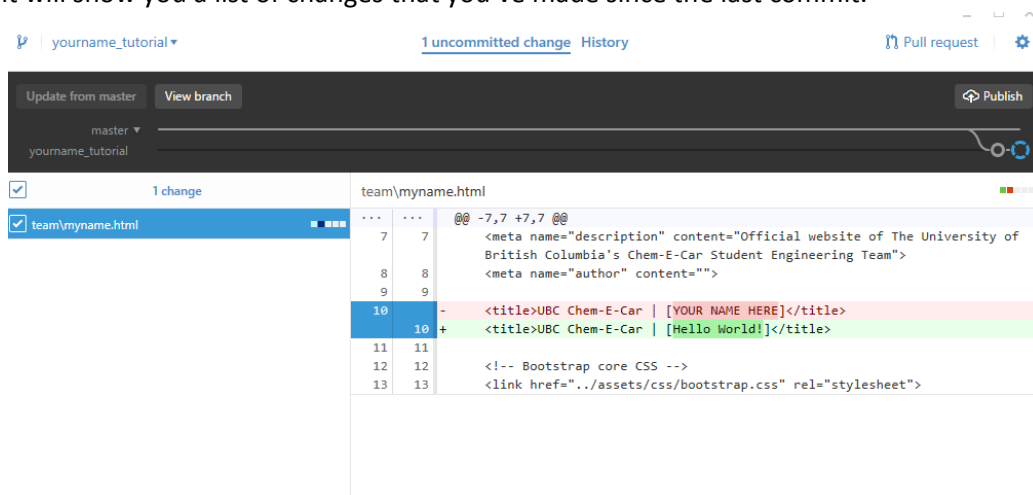 It will show you a list of changes that you've made since the last commit.
yourname_tutorial
1 uncommitted change History
Pull request
Update from master View branch
Publish
master
yourname_tutorial
1 change
team\myname.html
team\myname.html
... ... @@ -7,7 +7,7 @@
7 7 <meta name="description" content="Official website of The University of
British Columbia's Chem-E-Car Student Engineering Team">
8 8 <meta name="author" content="">
9 9
10 - <title>UBC Chem-E-Car | [YOUR NAME HERE]</title>
10 + <title>UBC Chem-E-Car | [Hello World!]</title>
11 11
12 12 <!-- Bootstrap core CSS -->
13 13 <link href="../assets/css/bootstrap.css" rel="stylesheet">